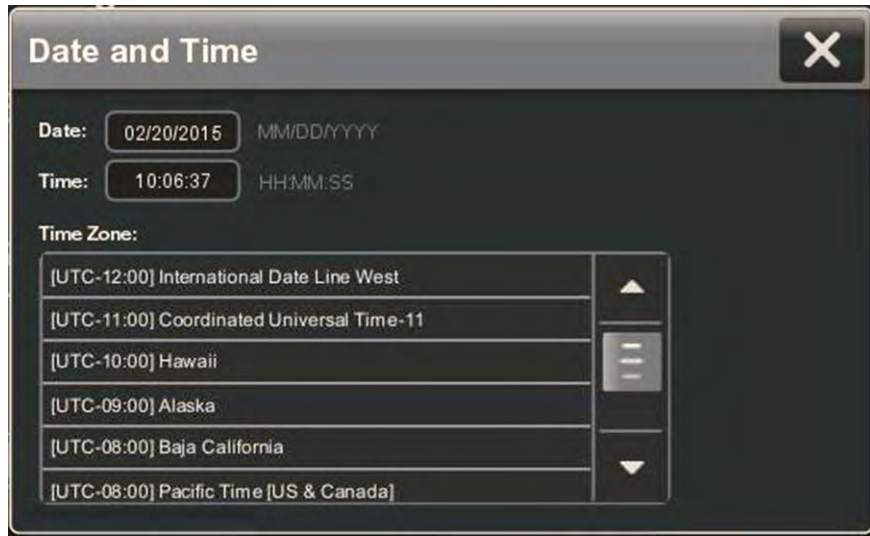 Date and Time
Date: 02/20/2015 MM/DD/YYYY
Time: 10:06:37 HH:MM:SS
Time Zone:
[UTC-12:00] International Date Line West
[UTC-11:00] Coordinated Universal Time-11
[UTC-10:00] Hawaii
[UTC-09:00] Alaska
[UTC-08:00] Baja California
[UTC-08:00] Pacific Time [US & Canada]